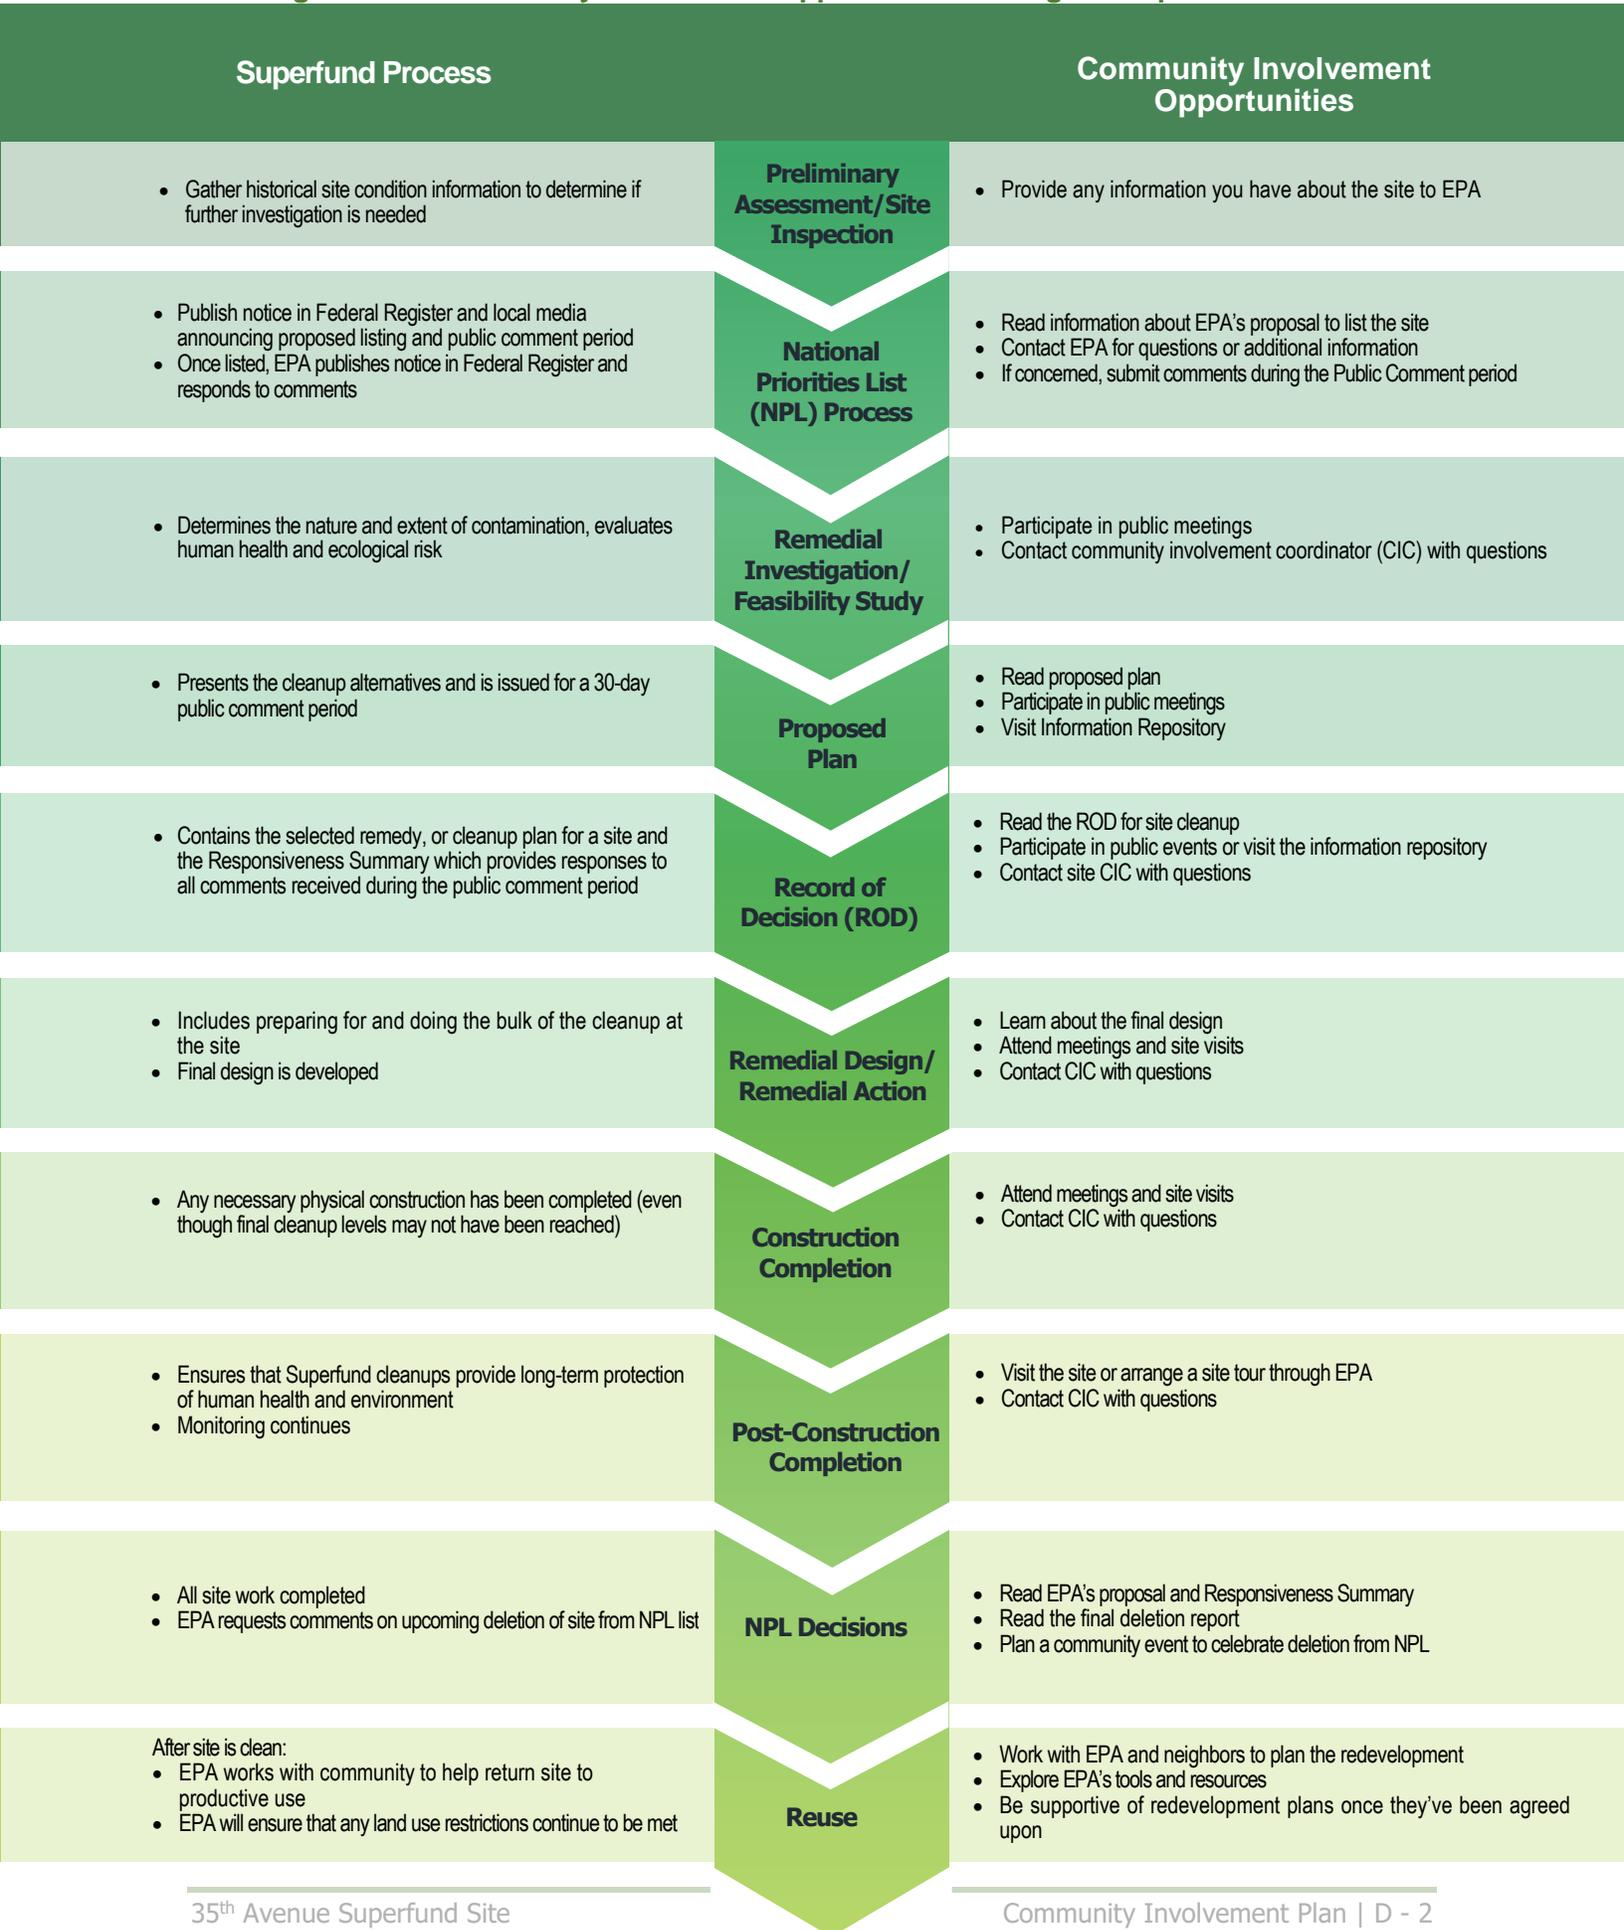 Superfund Process
Community Involvement
Opportunities
• Gather historical site condition information to determine if
further investigation is needed
Preliminary
Assessment/Site
Inspection
• Provide any information you have about the site to EPA
• Publish notice in Federal Register and local media
announcing proposed listing and public comment period
• Once listed, EPA publishes notice in Federal Register and
responds to comments
National
Priorities List
(NPL) Process
• Read information about EPA’s proposal to list the site
• Contact EPA for questions or additional information
• If concerned, submit comments during the Public Comment period
• Determines the nature and extent of contamination, evaluates
human health and ecological risk
Remedial
Investigation/
Feasibility Study
• Participate in public meetings
• Contact community involvement coordinator (CIC) with questions
• Presents the cleanup alternatives and is issued for a 30-day
public comment period
Proposed
Plan
• Read proposed plan
• Participate in public meetings
• Visit Information Repository
• Contains the selected remedy, or cleanup plan for a site and
the Responsiveness Summary which provides responses to
all comments received during the public comment period
Record of
Decision (ROD)
• Read the ROD for site cleanup
• Participate in public events or visit the information repository
• Contact site CIC with questions
• Includes preparing for and doing the bulk of the cleanup at
the site
• Final design is developed
Remedial Design/
Remedial Action
• Learn about the final design
• Attend meetings and site visits
• Contact CIC with questions
• Any necessary physical construction has been completed (even
though final cleanup levels may not have been reached)
Construction
Completion
• Attend meetings and site visits
• Contact CIC with questions
• Ensures that Superfund cleanups provide long-term protection
of human health and environment
• Monitoring continues
Post-Construction
Completion
• Visit the site or arrange a site tour through EPA
• Contact CIC with questions
• All site work completed
• EPA requests comments on upcoming deletion of site from NPL list
NPL Decisions
• Read EPA’s proposal and Responsiveness Summary
• Read the final deletion report
• Plan a community event to celebrate deletion from NPL
After site is clean:
• EPA works with community to help return site to
productive use
• EPA will ensure that any land use restrictions continue to be met
Reuse
• Work with EPA and neighbors to plan the redevelopment
• Explore EPA’s tools and resources
• Be supportive of redevelopment plans once they’ve been agreed
upon
35th Avenue Superfund Site
Community Involvement Plan | D - 2